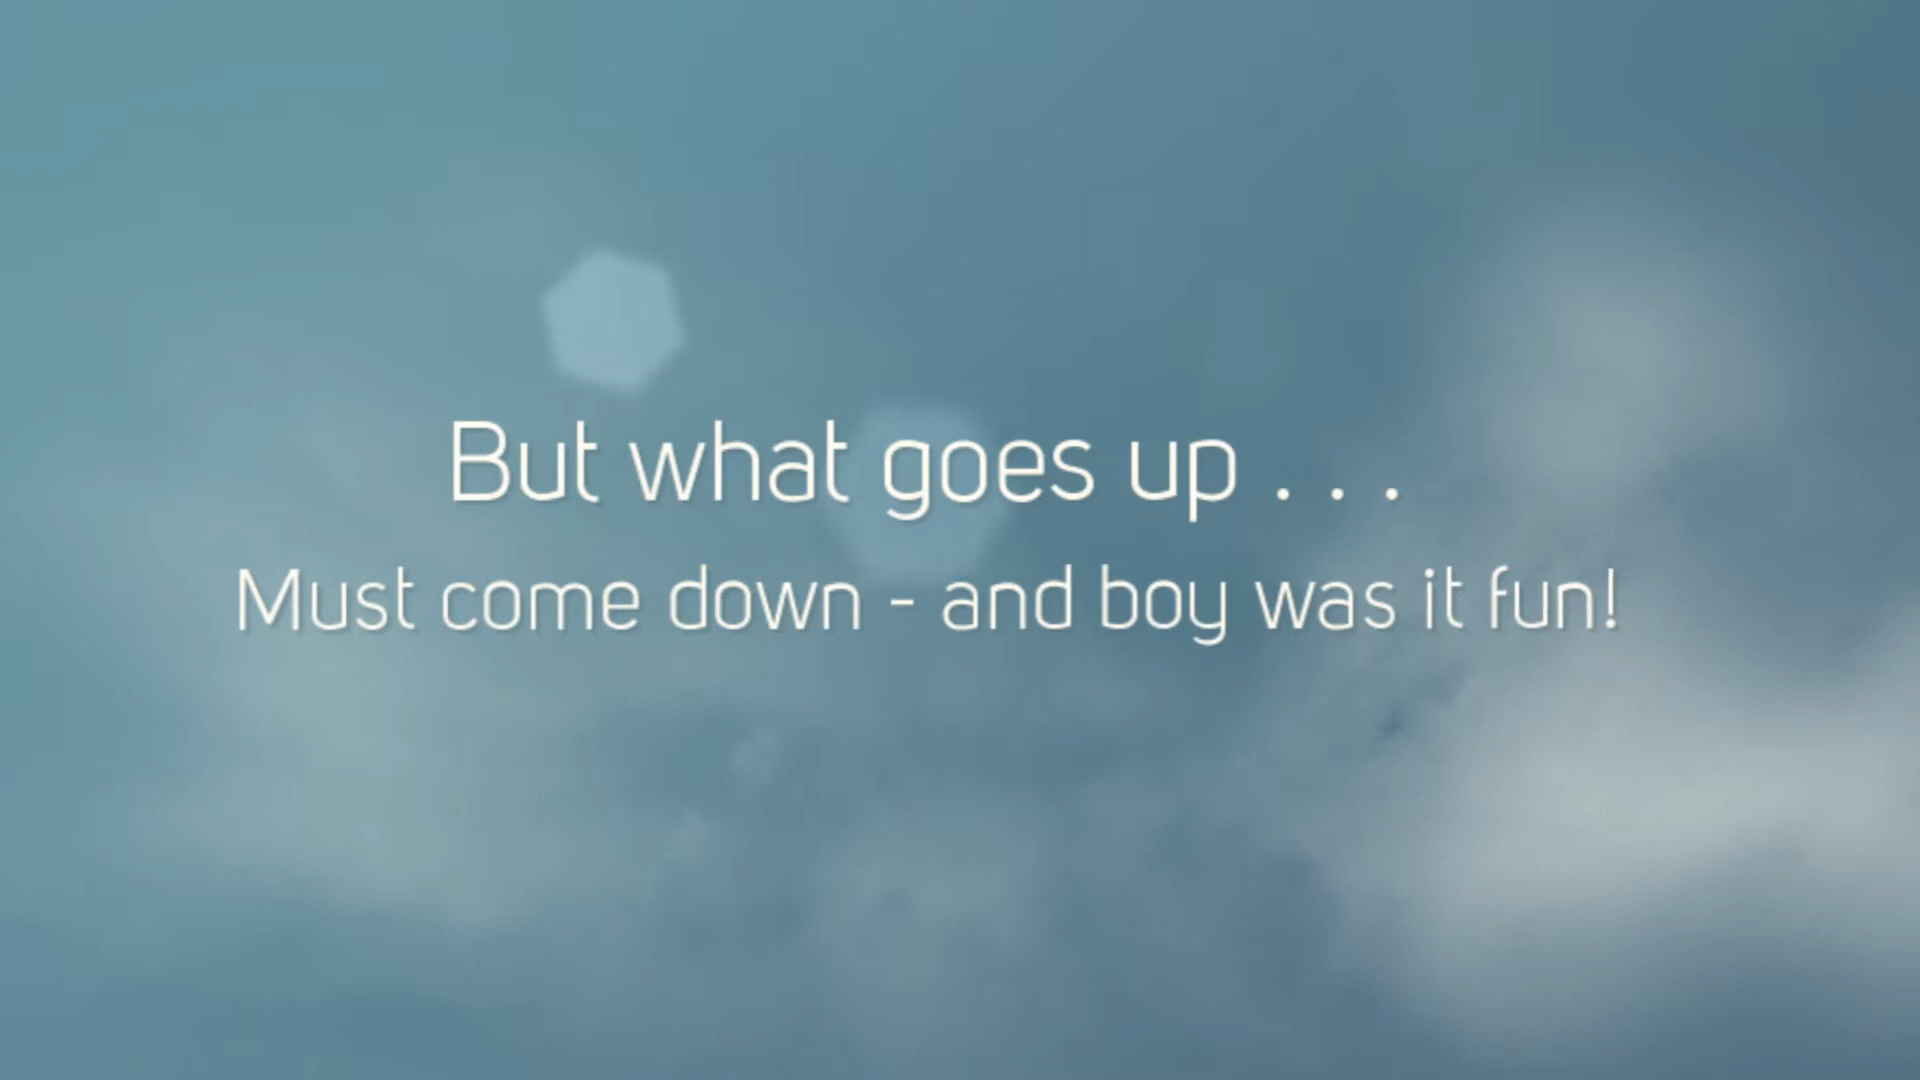 But what goes up . . .
Must come down - and boy was it fun!